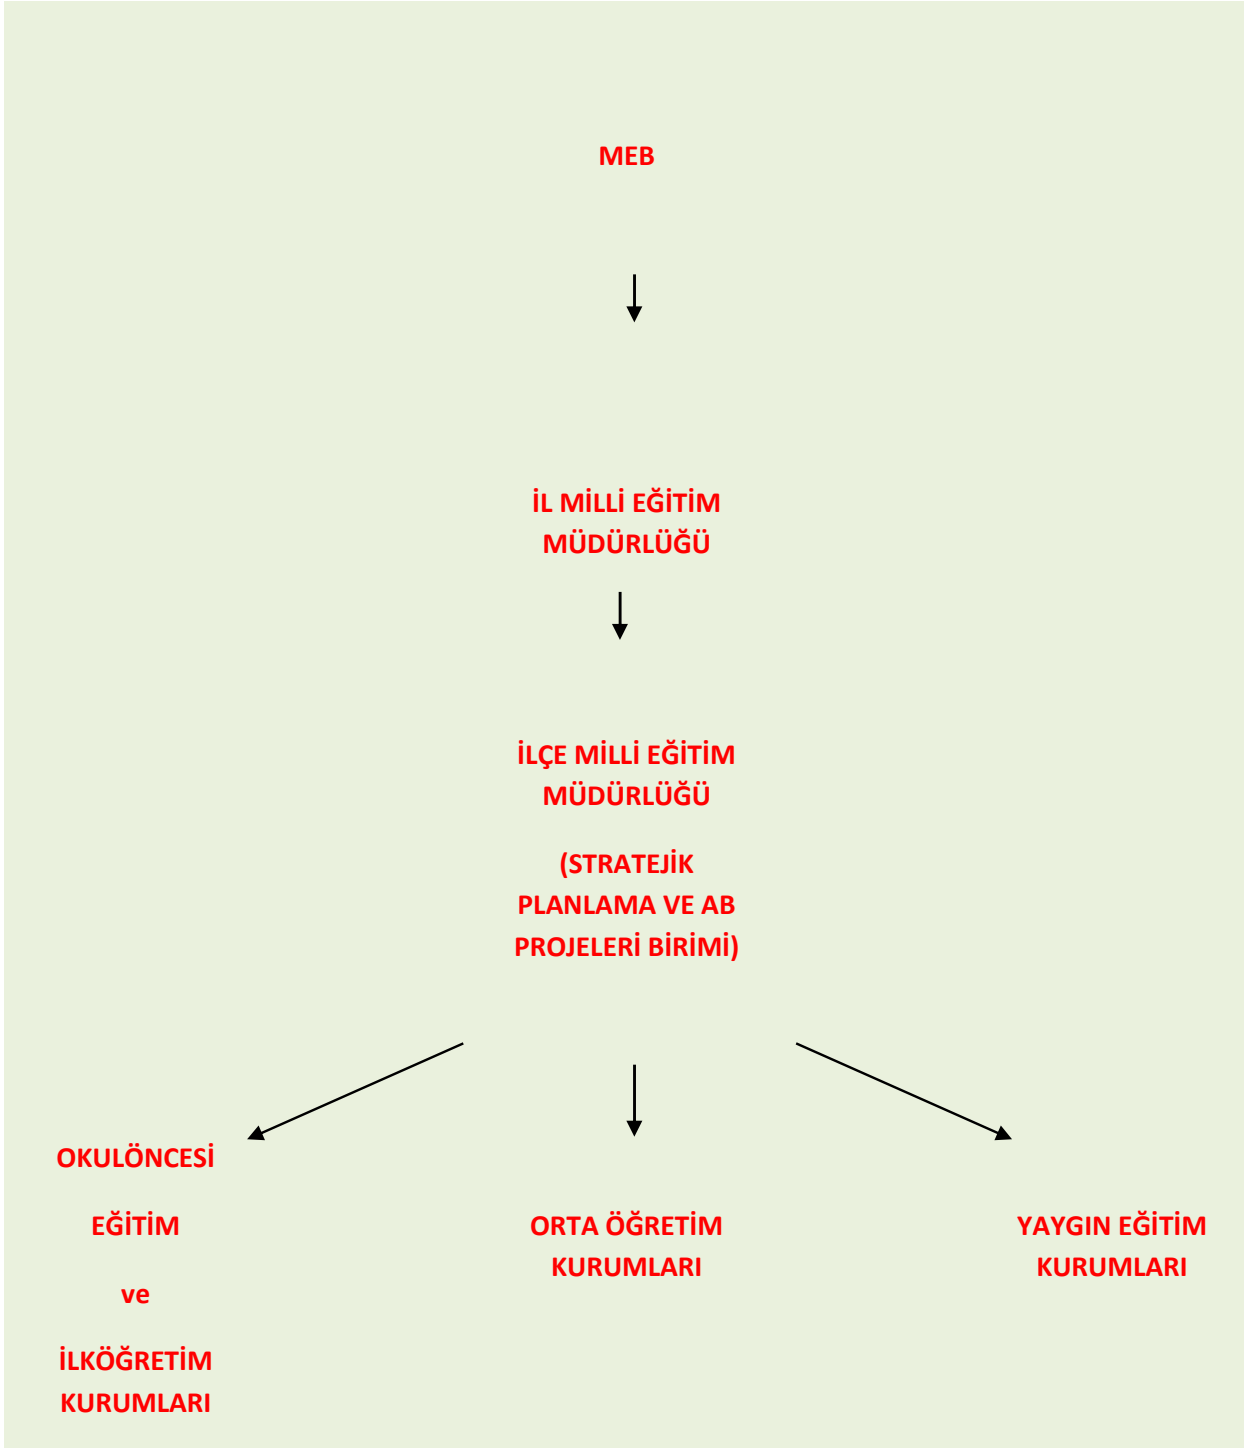 MEB
İL MİLLİ EĞİTİM
MÜDÜRLÜĞÜ
İLÇE MİLLİ EĞİTİM
MÜDÜRLÜĞÜ
(STRATEJİK
PLANLAMA VE AB
PROJELERİ BİRİMİ)
OKULÖNCESİ
EĞİTİM
ve
İLKÖĞRETİM
KURUMLARI
ORTA ÖĞRETİM
KURUMLARI
YAYGIN EĞİTİM
KURUMLARI